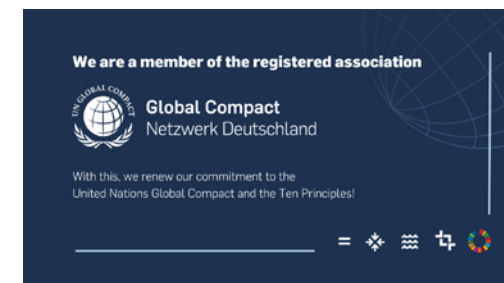 We are a member of the registered association
UN GLOBAL COMPACT
Global Compact
Netzwerk Deutschland
With this, we renew our commitment to the
United Nations Global Compact and the Ten Principles!